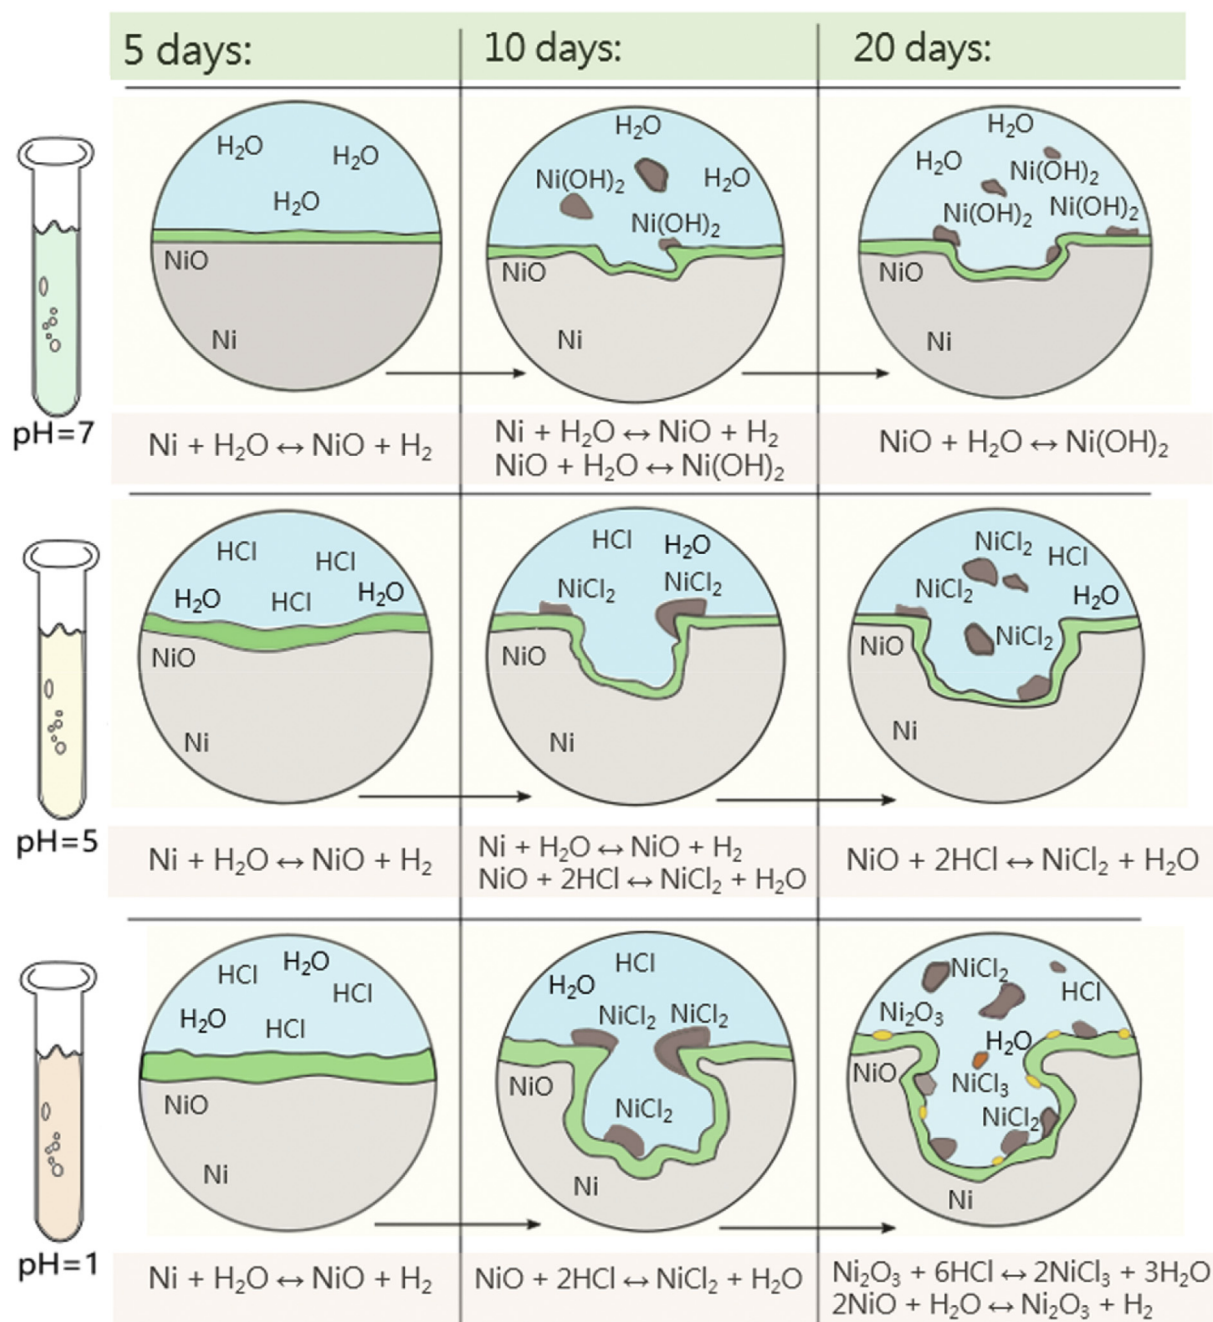 5 days:
10 days:
20 days:
H₂O
H₂O
H₂O
NiO
Ni
H₂O
Ni(OH)₂
H₂O
Ni(OH)₂
NiO
Ni
H₂O
H₂O
Ni(OH)₂
Ni(OH)₂
Ni(OH)₂
NiO
Ni
pH=7
Ni + H₂O ↔ NiO + H₂
Ni + H₂O ↔ NiO + H₂
NiO + H₂O ↔ Ni(OH)₂
NiO + H₂O ↔ Ni(OH)₂
HCl
HCl
H₂O
HCl
H₂O
NiO
Ni
HCl
H₂O
NiCl₂
NiCl₂
NiO
Ni
NiCl₂
HCl
NiCl₂
H₂O
NiCl₂
NiO
Ni
pH=5
Ni + H₂O ↔ NiO + H₂
Ni + H₂O ↔ NiO + H₂
NiO + 2HCl ↔ NiCl₂ + H₂O
NiO + 2HCl ↔ NiCl₂ + H₂O
HCl
H₂O
HCl
H₂O
HCl
NiO
Ni
HCl
H₂O
NiCl₂
NiCl₂
NiO
NiCl₂
Ni
NiCl₂
HCl
Ni₂O₃
H₂O
NiO
NiCl₃
NiCl₂
Ni
pH=1
Ni + H₂O ↔ NiO + H₂
NiO + 2HCl ↔ NiCl₂ + H₂O
Ni₂O₃ + 6HCl ↔ 2NiCl₃ + 3H₂O
2NiO + H₂O ↔ Ni₂O₃ + H₂